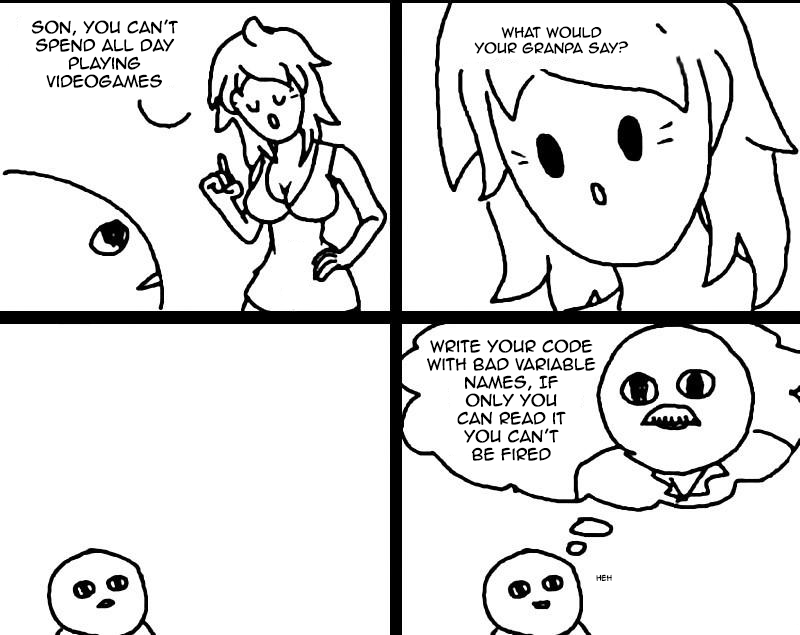 SON, YOU CAN'T
SPEND ALL DAY
PLAYING
VIDEOGAMES
WHAT WOULD
YOUR GRANPA SAY?
WRITE YOUR CODE
WITH BAD VARIABLE
NAMES, IF
ONLY YOU
CAN READ IT
YOU CAN'T
BE FIRED
HEH